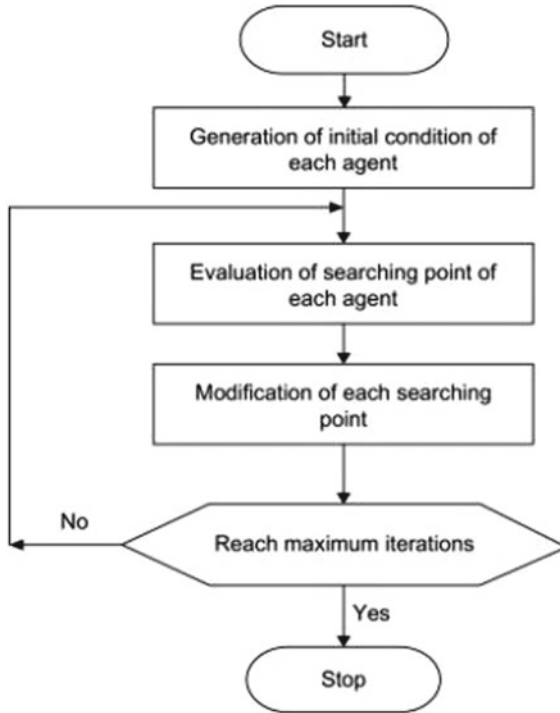 Start
Generation of initial condition of
each agent
Evaluation of searching point of
each agent
Modification of each searching
point
No
Reach maximum iterations
Yes
Stop